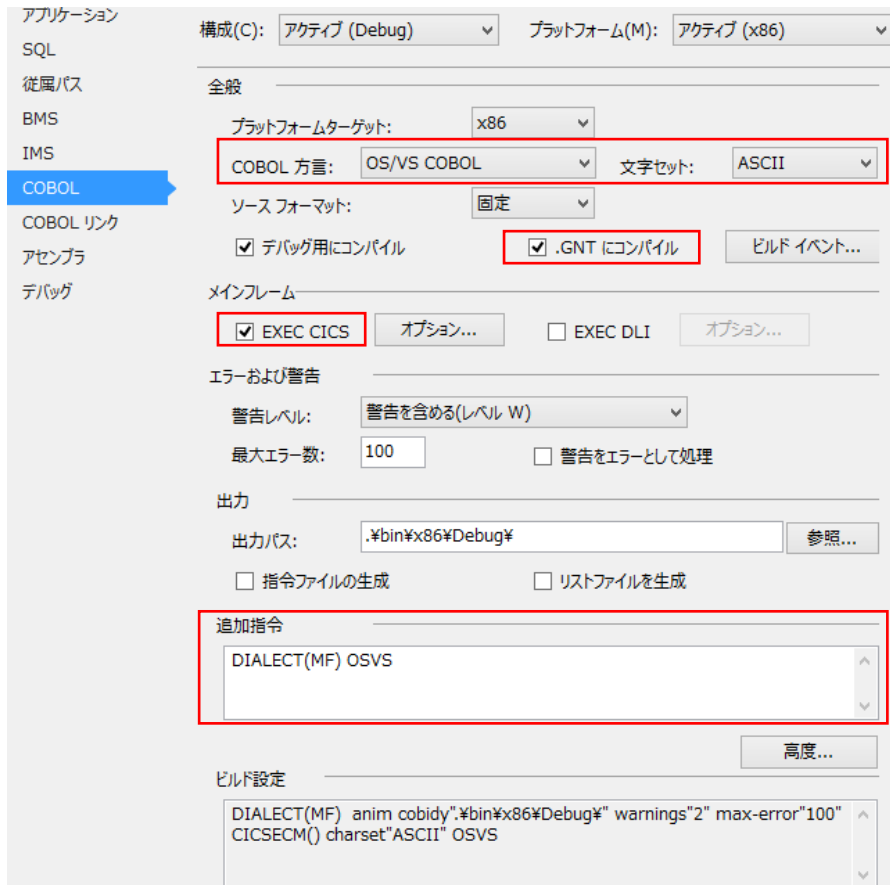 アプリケーション
SQL
従属パス
BMS
IMS
COBOL
COBOL リンク
アセンブラ
デバッグ
構成(C): アクティブ (Debug) プラットフォーム(M): アクティブ (x86)
全般
プラットフォームターゲット: x86
COBOL 方言: OS/VS COBOL 文字セット: ASCII
ソース フォーマット: 固定
デバッグ用にコンパイル .GNT にコンパイル ビルド イベント...
メインフレーム
EXEC CICS オプション... EXEC DLI オプション...
エラーおよび警告
警告レベル: 警告を含める(レベル W)
最大エラー数: 100 警告をエラーとして処理
出力
出力パス: .¥bin¥x86¥Debug¥ 参照...
指令ファイルの生成 リストファイルを生成
追加指令
DIALECT(MF) OSVS
高度...
ビルド設定
DIALECT(MF) anim cobidy".¥bin¥x86¥Debug¥" warnings"2" max-error"100"
CICSECM() charset"ASCII" OSVS